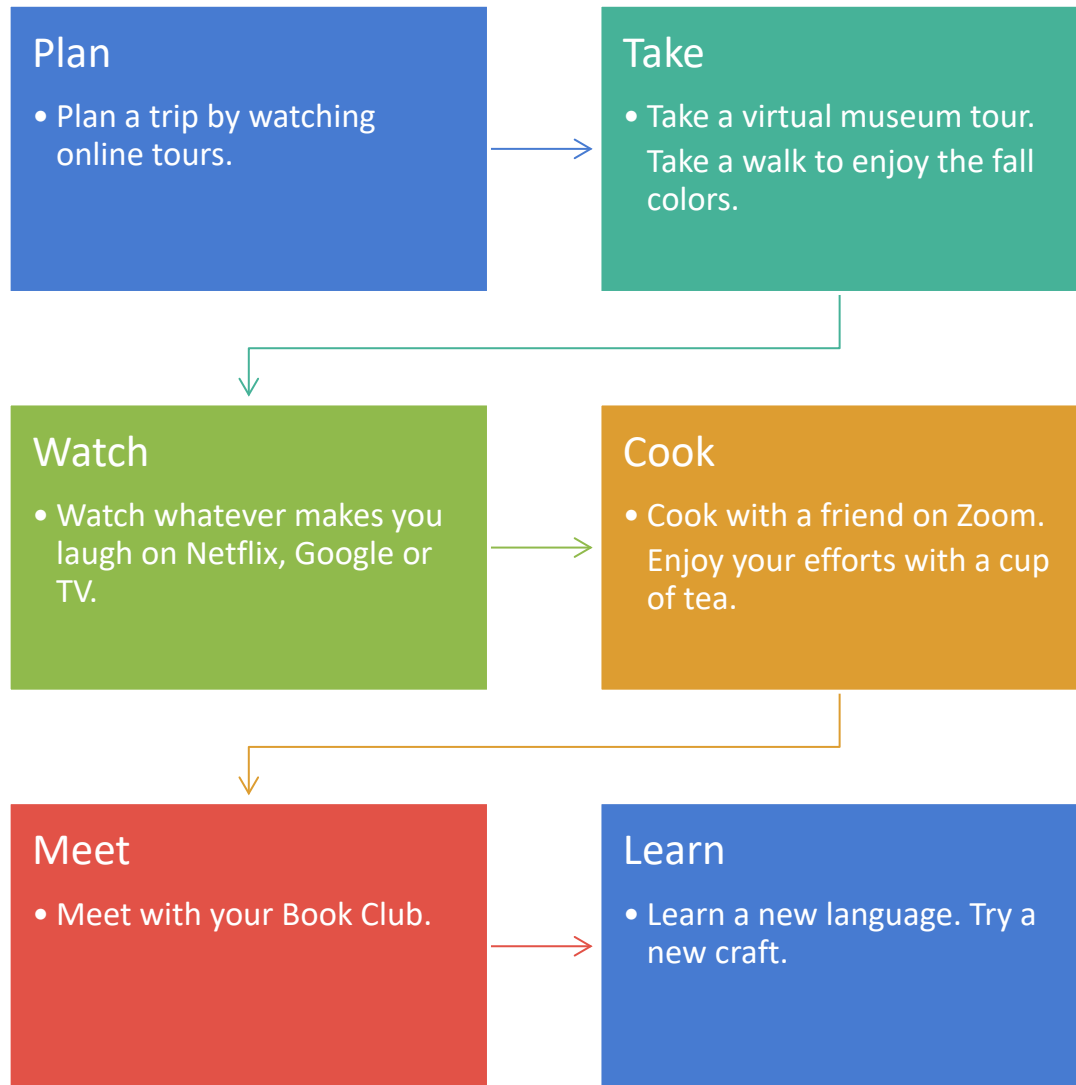 Plan
• Plan a trip by watching
online tours.
Take
• Take a virtual museum tour.
Take a walk to enjoy the fall
colors.
Watch
• Watch whatever makes you
laugh on Netflix, Google or
TV.
Cook
• Cook with a friend on Zoom.
Enjoy your efforts with a cup
of tea.
Meet
• Meet with your Book Club.
Learn
• Learn a new language. Try a
new craft.